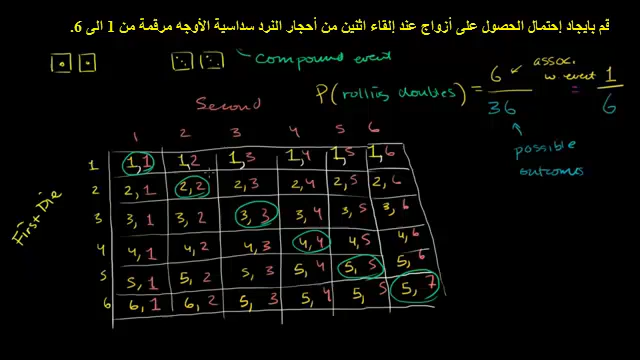 قم بايجاد إحتمال الحصول على أزواج عند إلقاء اثنين من أحجار النرد سداسية الأوجه مرقمة من 1 الى 6.
compound event
P(rolling doubles) = 6 / 36 = 1 / 6
assoc. w event
possible outcomes
Second
1 2 3 4 5 6
First Die
1 1,1 1,2 1,3 1,4 1,5 1,6
2 2,1 2,2 2,3 2,4 2,5 2,6
3 3,1 3,2 3,3 3,4 3,5 3,6
4 4,1 4,2 4,3 4,4 4,5 4,6
5 5,1 5,2 5,3 5,4 5,5 5,6
6 6,1 6,2 5,3 5,4 5,5 5,7